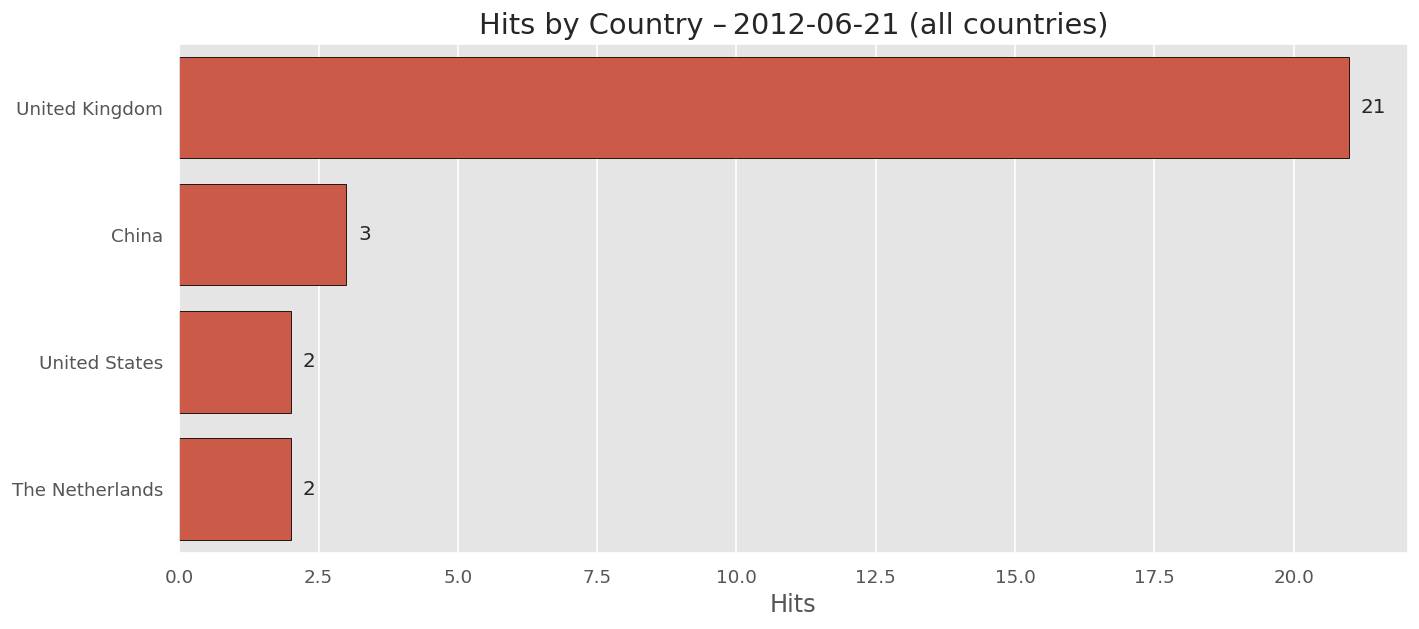 Hits by Country – 2012-06-21 (all countries)
United Kingdom
21
China
3
United States
2
The Netherlands
2
0.0 2.5 5.0 7.5 10.0 12.5 15.0 17.5 20.0
Hits